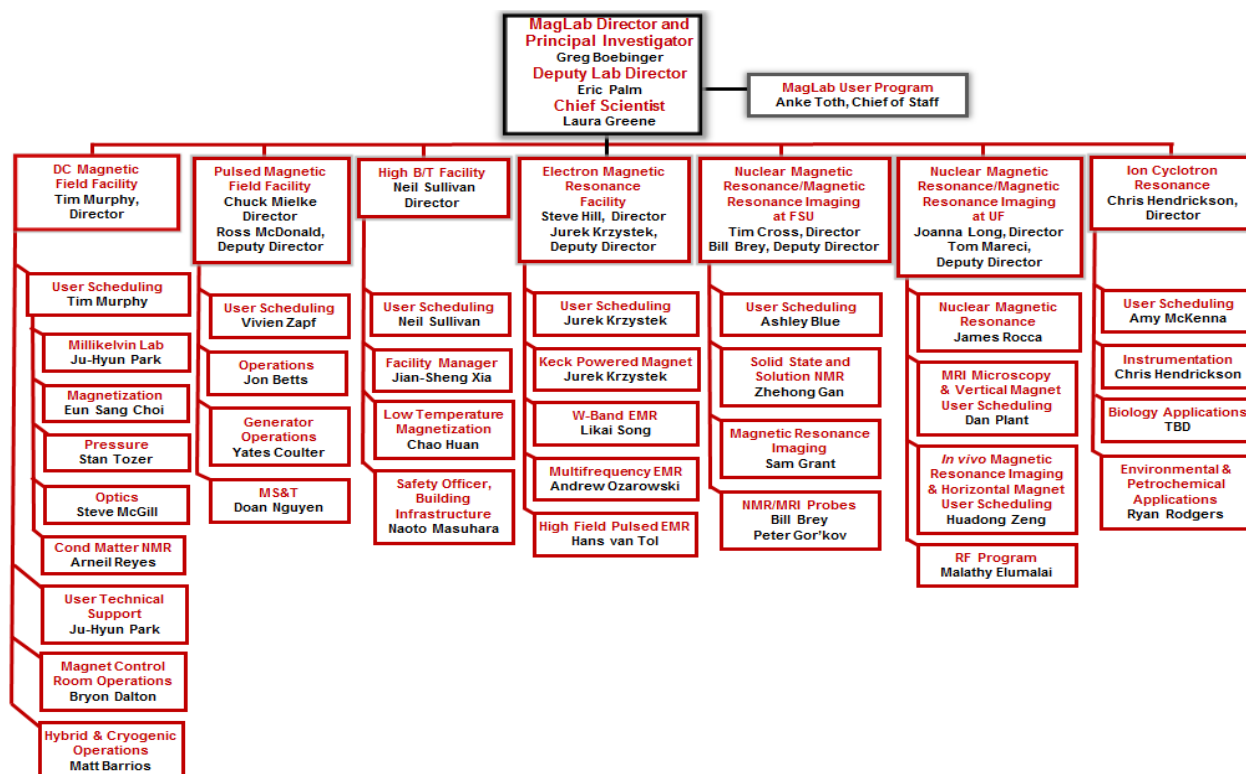 MagLab Director and
Principal Investigator
Greg Boebinger
Deputy Lab Director
Eric Palm
Chief Scientist
Laura Greene
MagLab User Program
Anke Toth, Chief of Staff
DC Magnetic
Field Facility
Tim Murphy,
Director
User Scheduling
Tim Murphy
Millikelvin Lab
Ju-Hyun Park
Magnetization
Eun Sang Choi
Pressure
Stan Tozer
Optics
Steve McGill
Cond Matter NMR
Arneil Reyes
User Technical
Support
Ju-Hyun Park
Magnet Control
Room Operations
Bryon Dalton
Hybrid & Cryogenic
Operations
Matt Barrios
Pulsed Magnetic
Field Facility
Chuck Mielke
Director
Ross McDonald,
Deputy Director
User Scheduling
Vivien Zapf
Operations
Jon Betts
Generator
Operations
Yates Coulter
MS&T
Doan Nguyen
High B/T Facility
Neil Sullivan
Director
User Scheduling
Neil Sullivan
Facility Manager
Jian-Sheng Xia
Low Temperature
Magnetization
Chao Huan
Safety Officer,
Building
Infrastructure
Naoto Masuhara
Electron Magnetic
Resonance
Facility
Steve Hill, Director
Jurek Krzystek,
Deputy Director
User Scheduling
Jurek Krzystek
Keck Powered Magnet
Jurek Krzystek
W-Band EMR
Likai Song
Multifrequency EMR
Andrew Ozarowski
High Field Pulsed EMR
Hans van Tol
Nuclear Magnetic
Resonance/Magnetic
Resonance Imaging
at FSU
Tim Cross, Director
Bill Brey, Deputy Director
User Scheduling
Ashley Blue
Solid State and
Solution NMR
Zhehong Gan
Magnetic Resonance
Imaging
Sam Grant
NMR/MRI Probes
Bill Brey
Peter Gor'kov
Nuclear Magnetic
Resonance/Magnetic
Resonance Imaging
at UF
Joanna Long, Director
Tom Mareci,
Deputy Director
Nuclear Magnetic
Resonance
James Rocca
MRI Microscopy
& Vertical Magnet
User Scheduling
Dan Plant
In vivo Magnetic
Resonance Imaging
& Horizontal Magnet
User Scheduling
Huadong Zeng
RF Program
Malathy Elumalai
Ion Cyclotron
Resonance
Chris Hendrickson,
Director
User Scheduling
Amy McKenna
Instrumentation
Chris Hendrickson
Biology Applications
TBD
Environmental &
Petrochemical
Applications
Ryan Rodgers